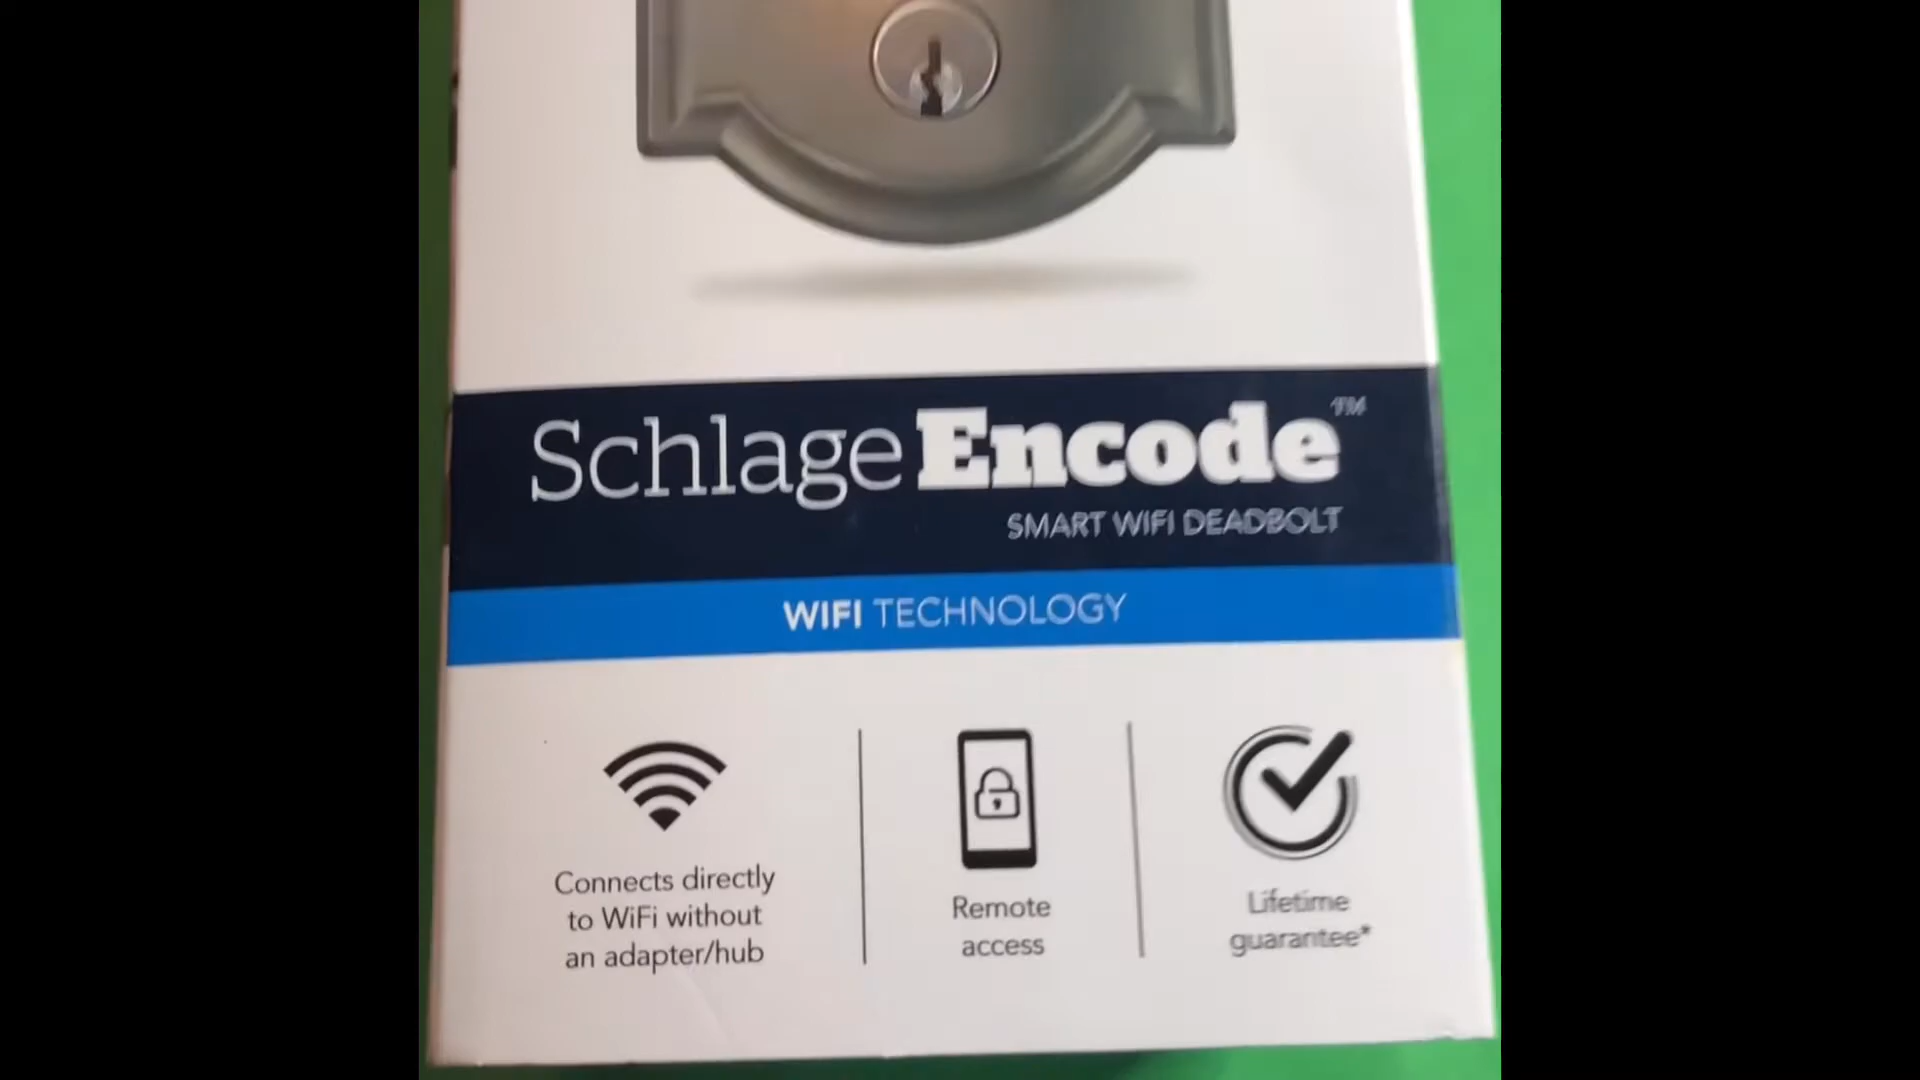 Schlage Encode™
SMART WIFI DEADBOLT
WIFI TECHNOLOGY
Connects directly
to WiFi without
an adapter/hub
Remote
access
Lifetime
guarantee*